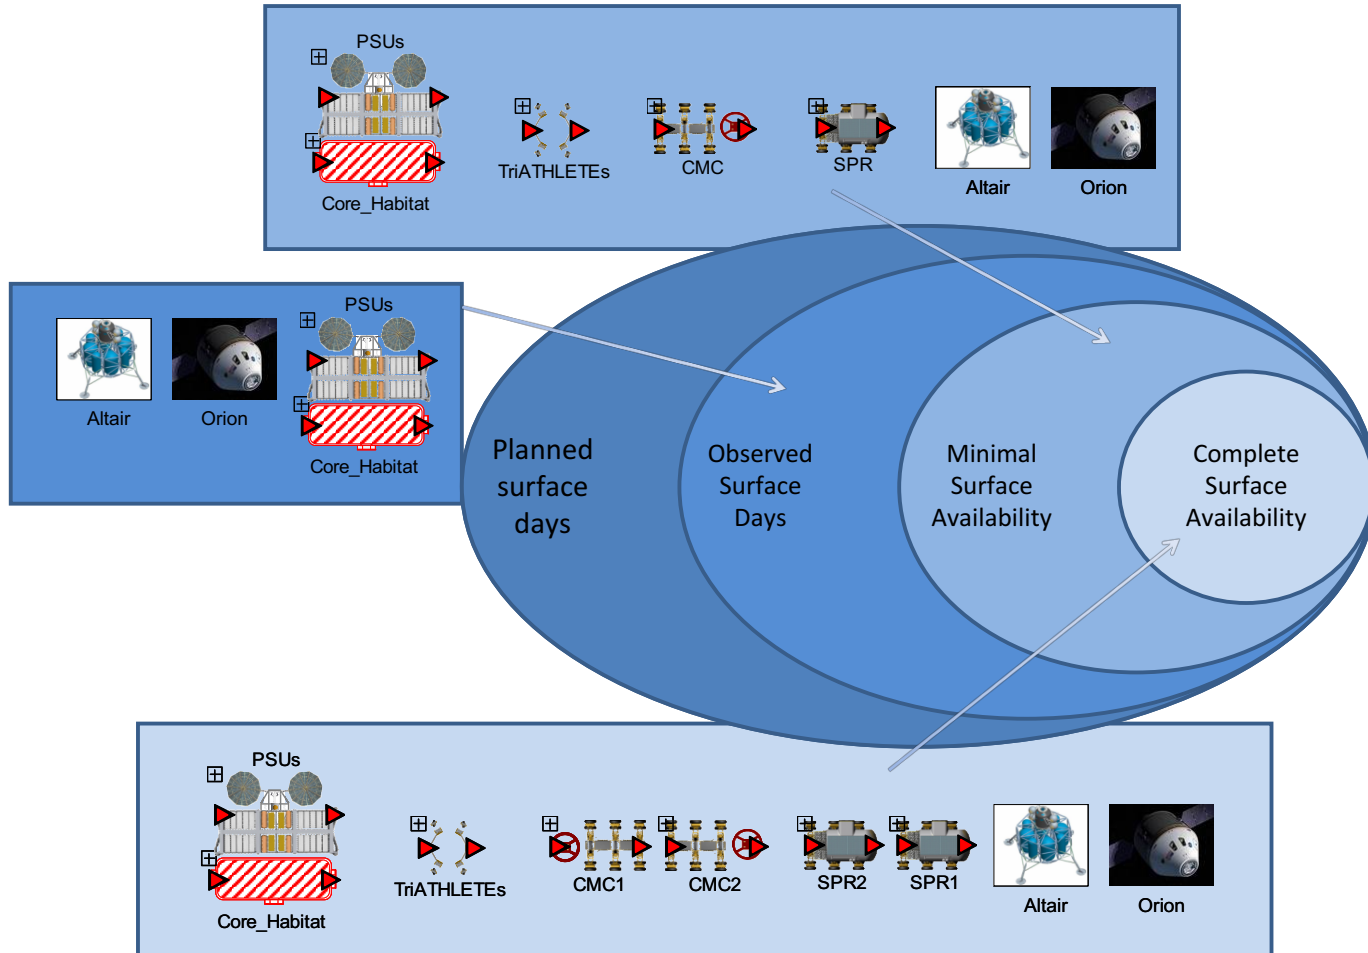 PSUs
TriATHLETEs
CMC
SPR
Altair
Orion
Core_Habitat
PSUs
Altair
Orion
Core_Habitat
Planned
surface
days
Observed
Surface
Days
Minimal
Surface
Availability
Complete
Surface
Availability
PSUs
TriATHLETEs
CMC1
CMC2
SPR2
SPR1
Altair
Orion
Core_Habitat